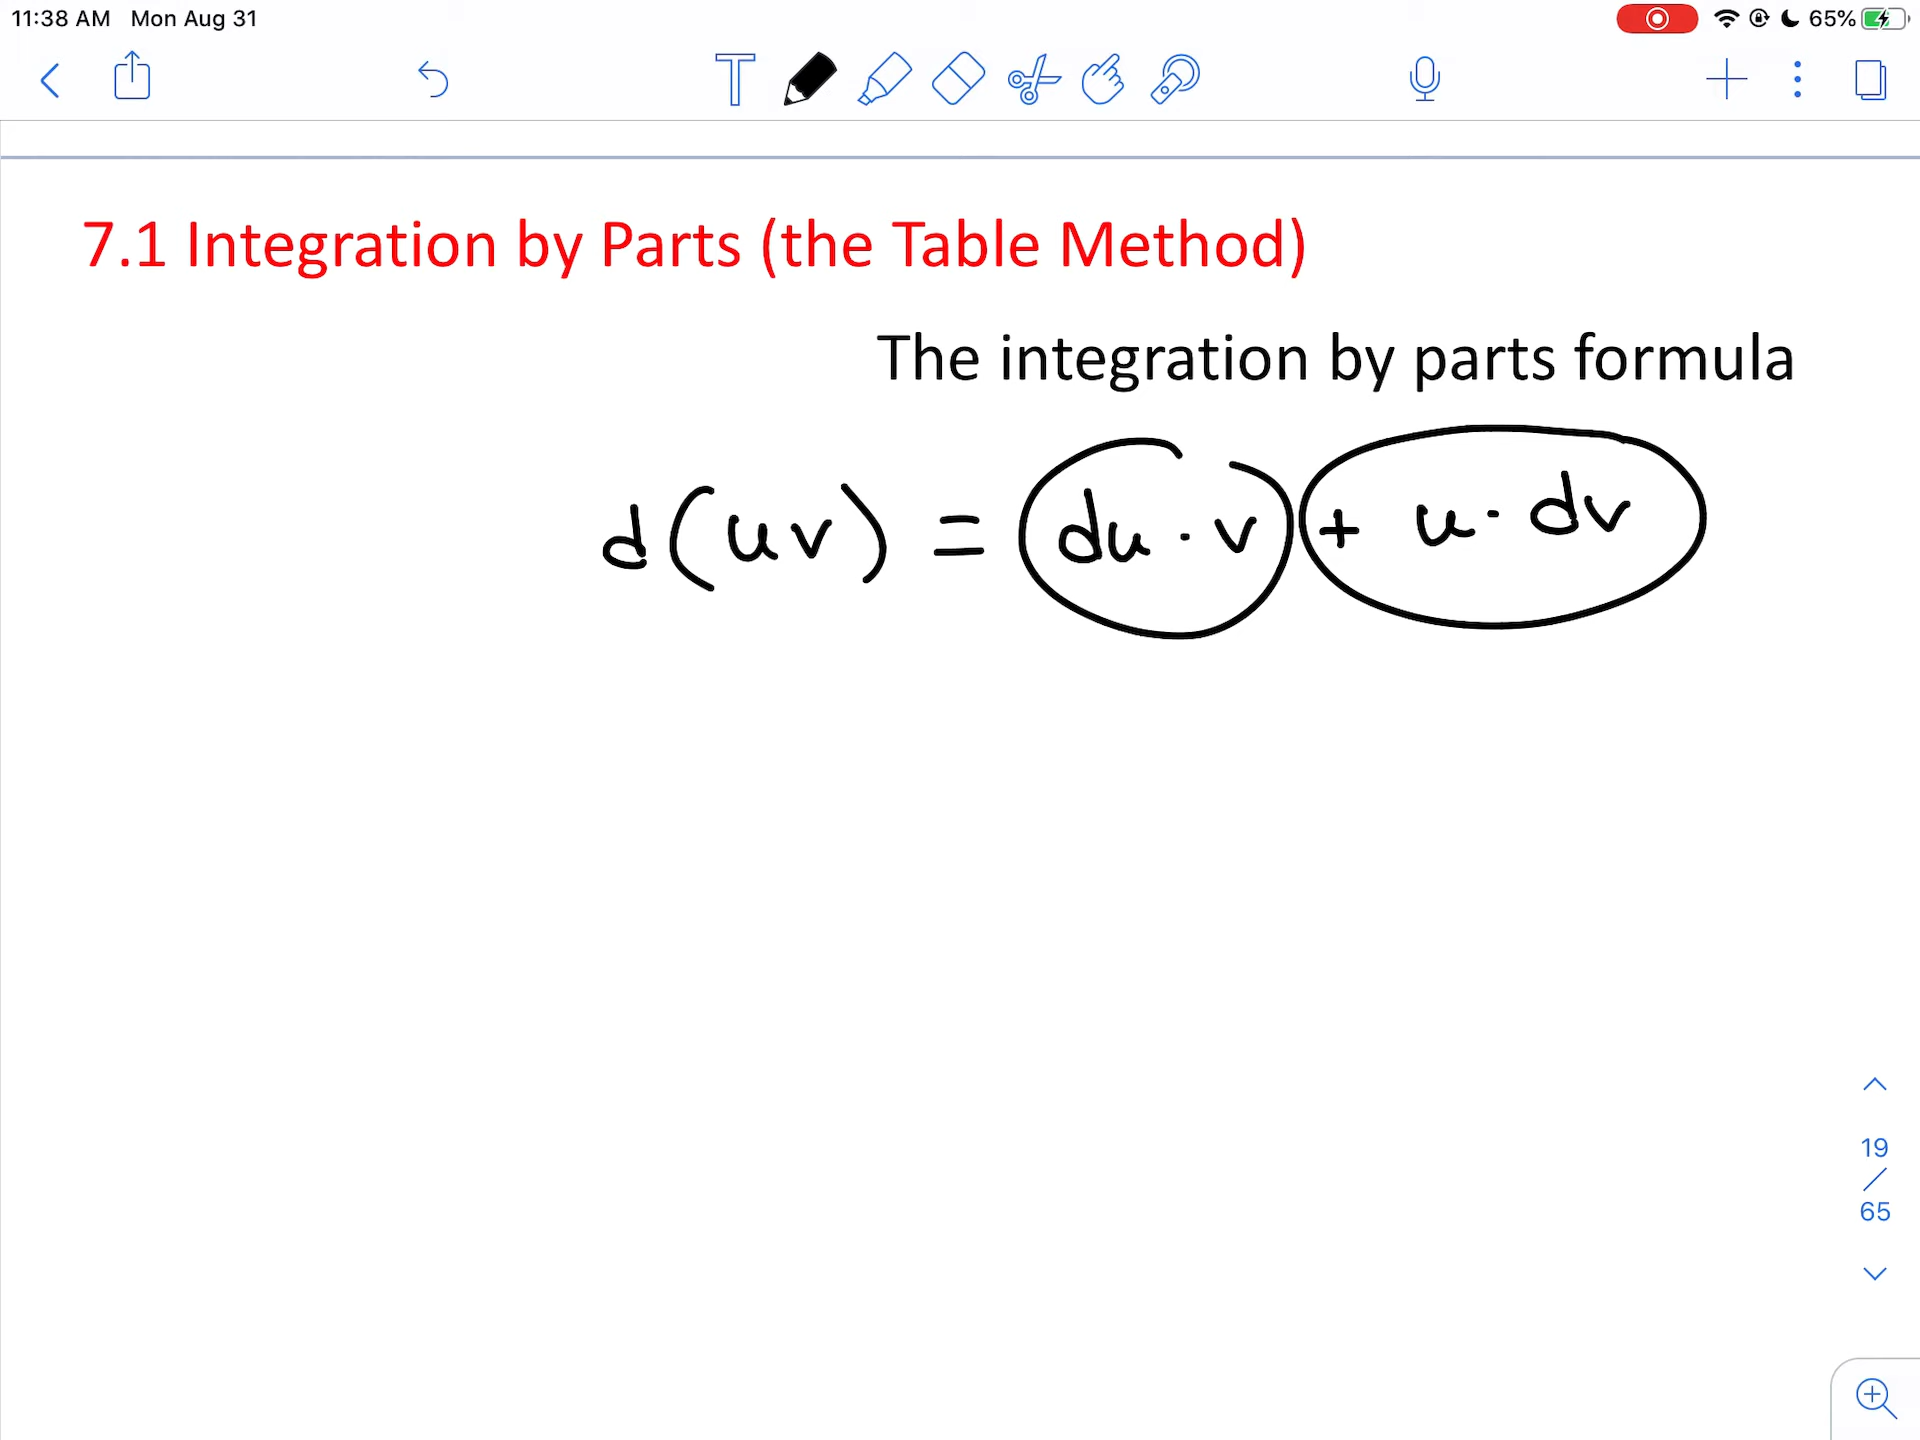 11:38 AM Mon Aug 31 65%
T
7.1 Integration by Parts (the Table Method)
The integration by parts formula
d(uv) = du · v + u · dv
19
/
65